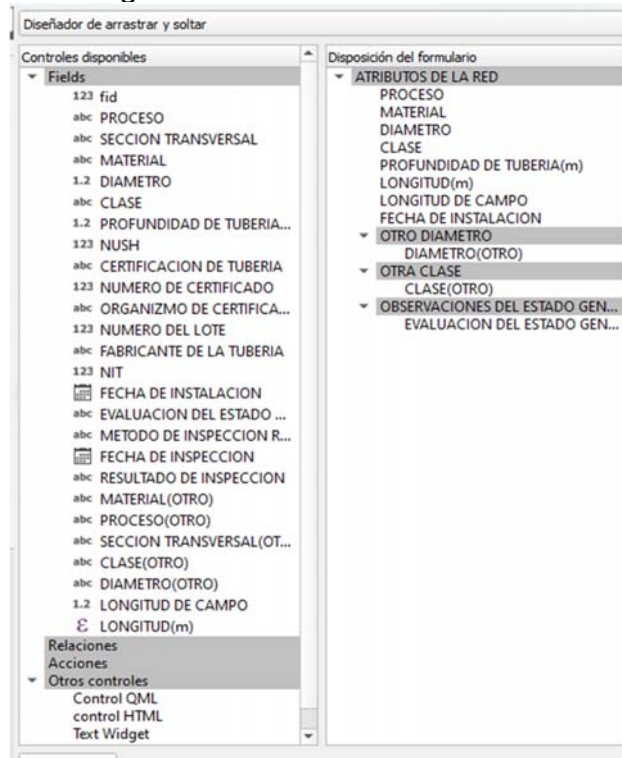 Diseñador de arrastrar y soltar
Controles disponibles
Fields
123 fid
abc PROCESO
abc SECCION TRANSVERSAL
abc MATERIAL
1.2 DIAMETRO
abc CLASE
1.2 PROFUNDIDAD DE TUBERIA...
123 NUSH
abc CERTIFICACION DE TUBERIA
123 NUMERO DE CERTIFICADO
abc ORGANIZMO DE CERTIFICA...
123 NUMERO DEL LOTE
abc FABRICANTE DE LA TUBERIA
123 NIT
FECHA DE INSTALACION
abc EVALUACION DEL ESTADO ...
abc METODO DE INSPECCION R...
FECHA DE INSPECCION
abc RESULTADO DE INSPECCION
abc MATERIAL(OTRO)
abc PROCESO(OTRO)
abc SECCION TRANSVERSAL(OT...
abc CLASE(OTRO)
abc DIAMETRO(OTRO)
1.2 LONGITUD DE CAMPO
ε LONGITUD(m)
Relaciones
Acciones
Otros controles
Control QML
control HTML
Text Widget
Disposición del formulario
ATRIBUTOS DE LA RED
PROCESO
MATERIAL
DIAMETRO
CLASE
PROFUNDIDAD DE TUBERIA(m)
LONGITUD(m)
LONGITUD DE CAMPO
FECHA DE INSTALACION
OTRO DIAMETRO
DIAMETRO(OTRO)
OTRA CLASE
CLASE(OTRO)
OBSERVACIONES DEL ESTADO GEN...
EVALUACION DEL ESTADO GEN...